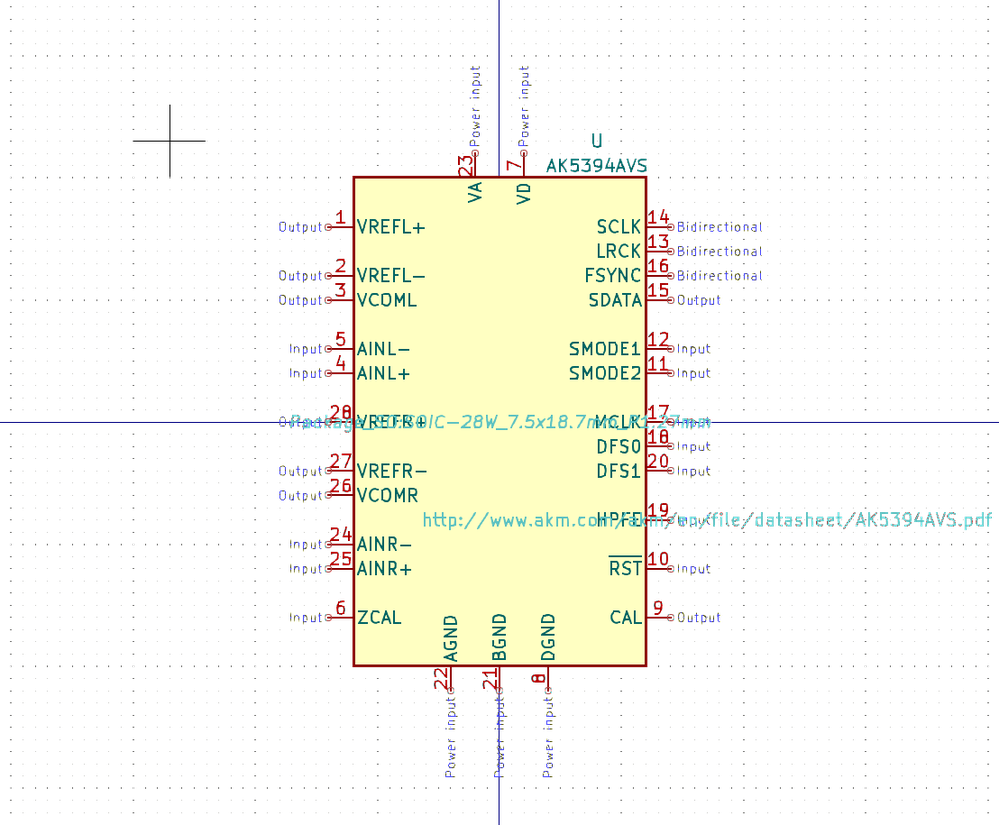 Power input
Power input
23
7
U
AK5394AVS
VA
VD
Output 1 VREFL+
SCLK 14 Bidirectional
LRCK 13 Bidirectional
Output 2 VREFL-
FSYNC 16 Bidirectional
Output 3 VCOML
SDATA 15 Output
Input 5 AINL-
SMODE1 12 Input
Input 4 AINL+
SMODE2 11 Input
28 VREFR+
MCLK 17 Input
Package_SO:SOIC-28W_7.5x18.7mm_P1.27mm
DFS0 18 Input
Output 27 VREFR-
DFS1 20 Input
Output 26 VCOMR
HPFE 19 Input
http://www.akm.com/akm/en/file/datasheet/AK5394AVS.pdf
Input 24 AINR-
Input 25 AINR+
RST 10 Input
Input 6 ZCAL
CAL 9 Output
AGND
BGND
DGND
22
21
8
Power input
Power input
Power input